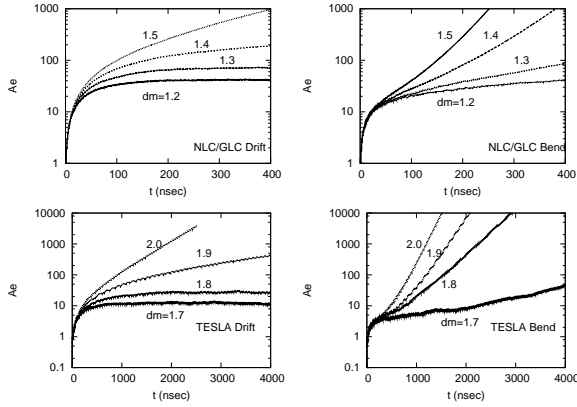 1000
100
10
1
Ae
1.5
1.4
1.3
dm=1.2
NLC/GLC Drift
0 100 200 300 400
t (nsec)
1000
100
10
1
Ae
1.5
1.4
1.3
dm=1.2
NLC/GLC Bend
0 100 200 300 400
t (nsec)
10000
1000
100
10
1
0.1
Ae
2.0
1.9
1.8
dm=1.7
TESLA Drift
0 1000 2000 3000 4000
t (nsec)
10000
1000
100
10
1
0.1
Ae
2.0
1.9
1.8
dm=1.7
TESLA Bend
0 1000 2000 3000 4000
t (nsec)